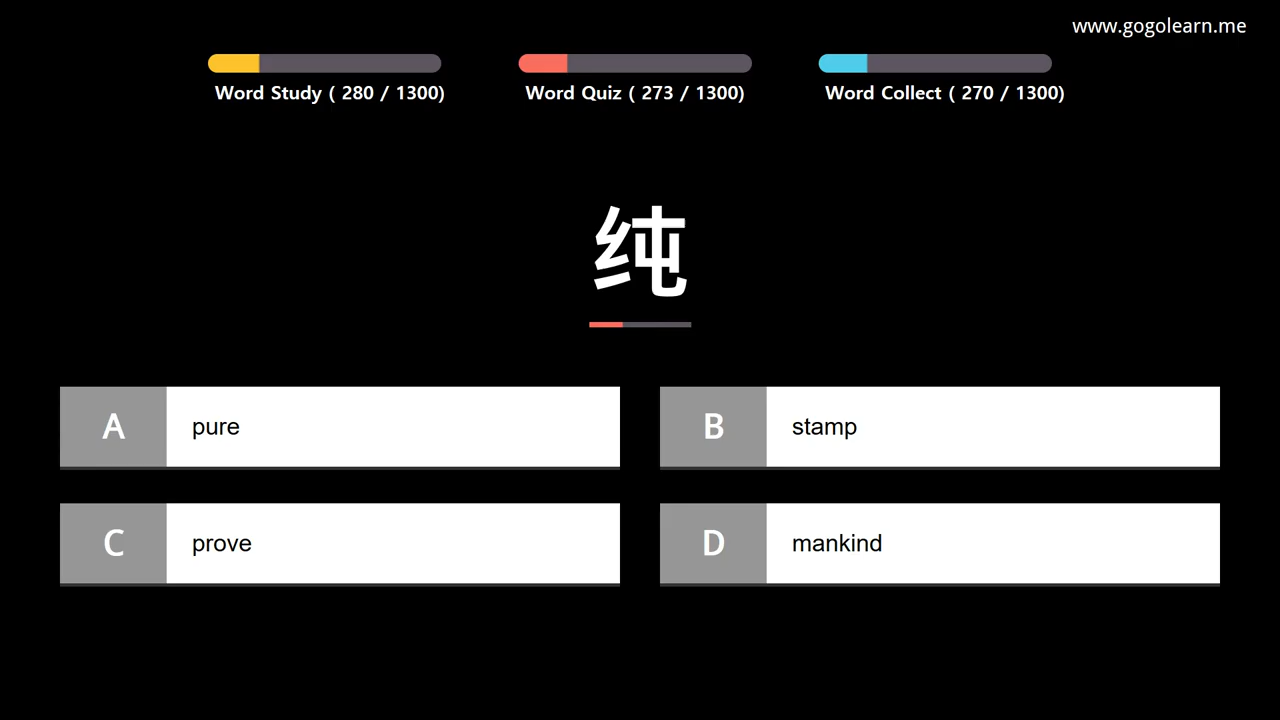 www.gogolearn.me
Word Study ( 280 / 1300)
Word Quiz ( 273 / 1300)
Word Collect ( 270 / 1300)
纯
A pure
B stamp
C prove
D mankind